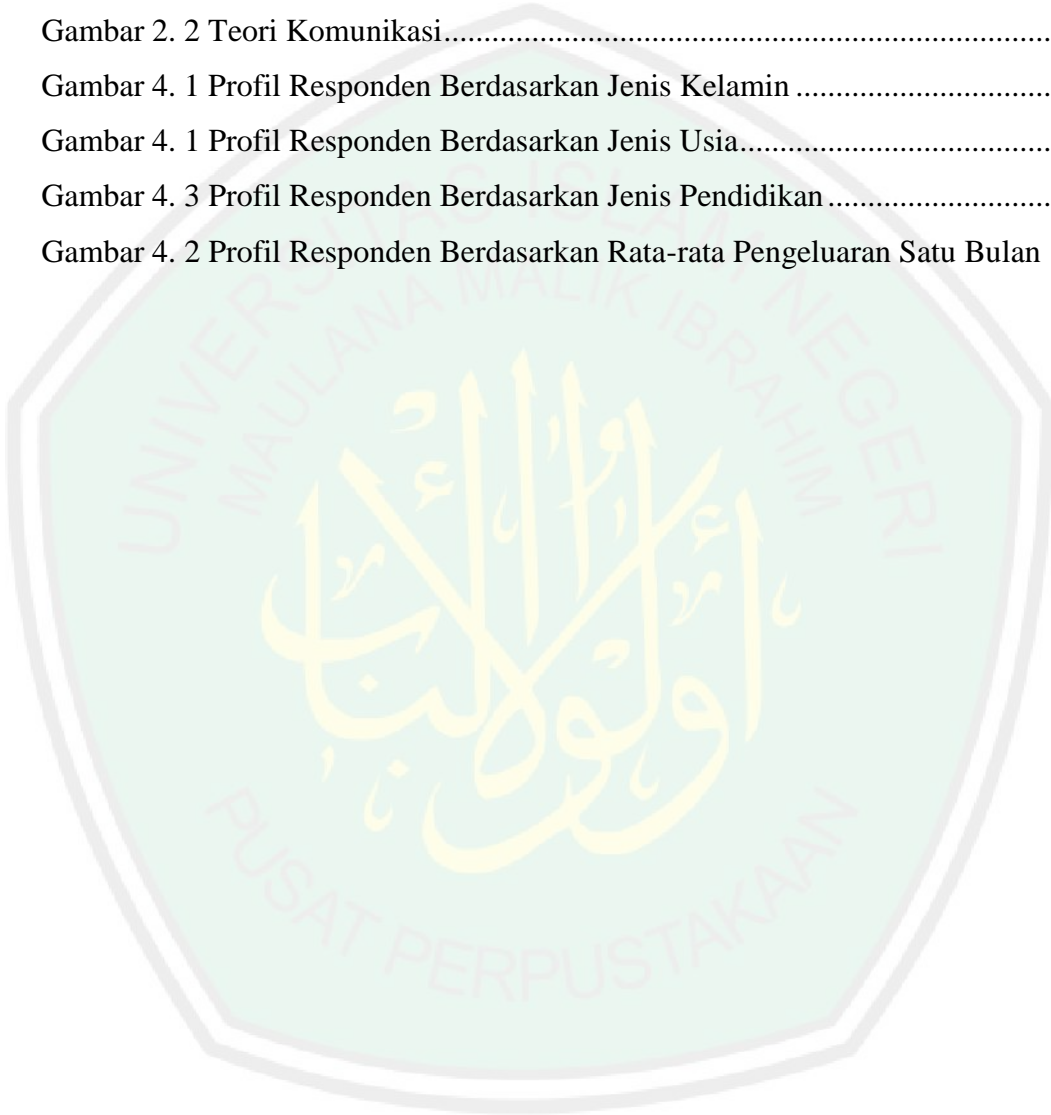 Gambar 2. 2 Teori Komunikasi.............................................................................
Gambar 4. 1 Profil Responden Berdasarkan Jenis Kelamin ................................
Gambar 4. 1 Profil Responden Berdasarkan Jenis Usia.......................................
Gambar 4. 3 Profil Responden Berdasarkan Jenis Pendidikan ............................
Gambar 4. 2 Profil Responden Berdasarkan Rata-rata Pengeluaran Satu Bulan
UNIVERSITAS ISLAM NEGERI
MAULANA MALIK IBRAHIM
أولوا الألباب
PUSAT PERPUSTAKAAN